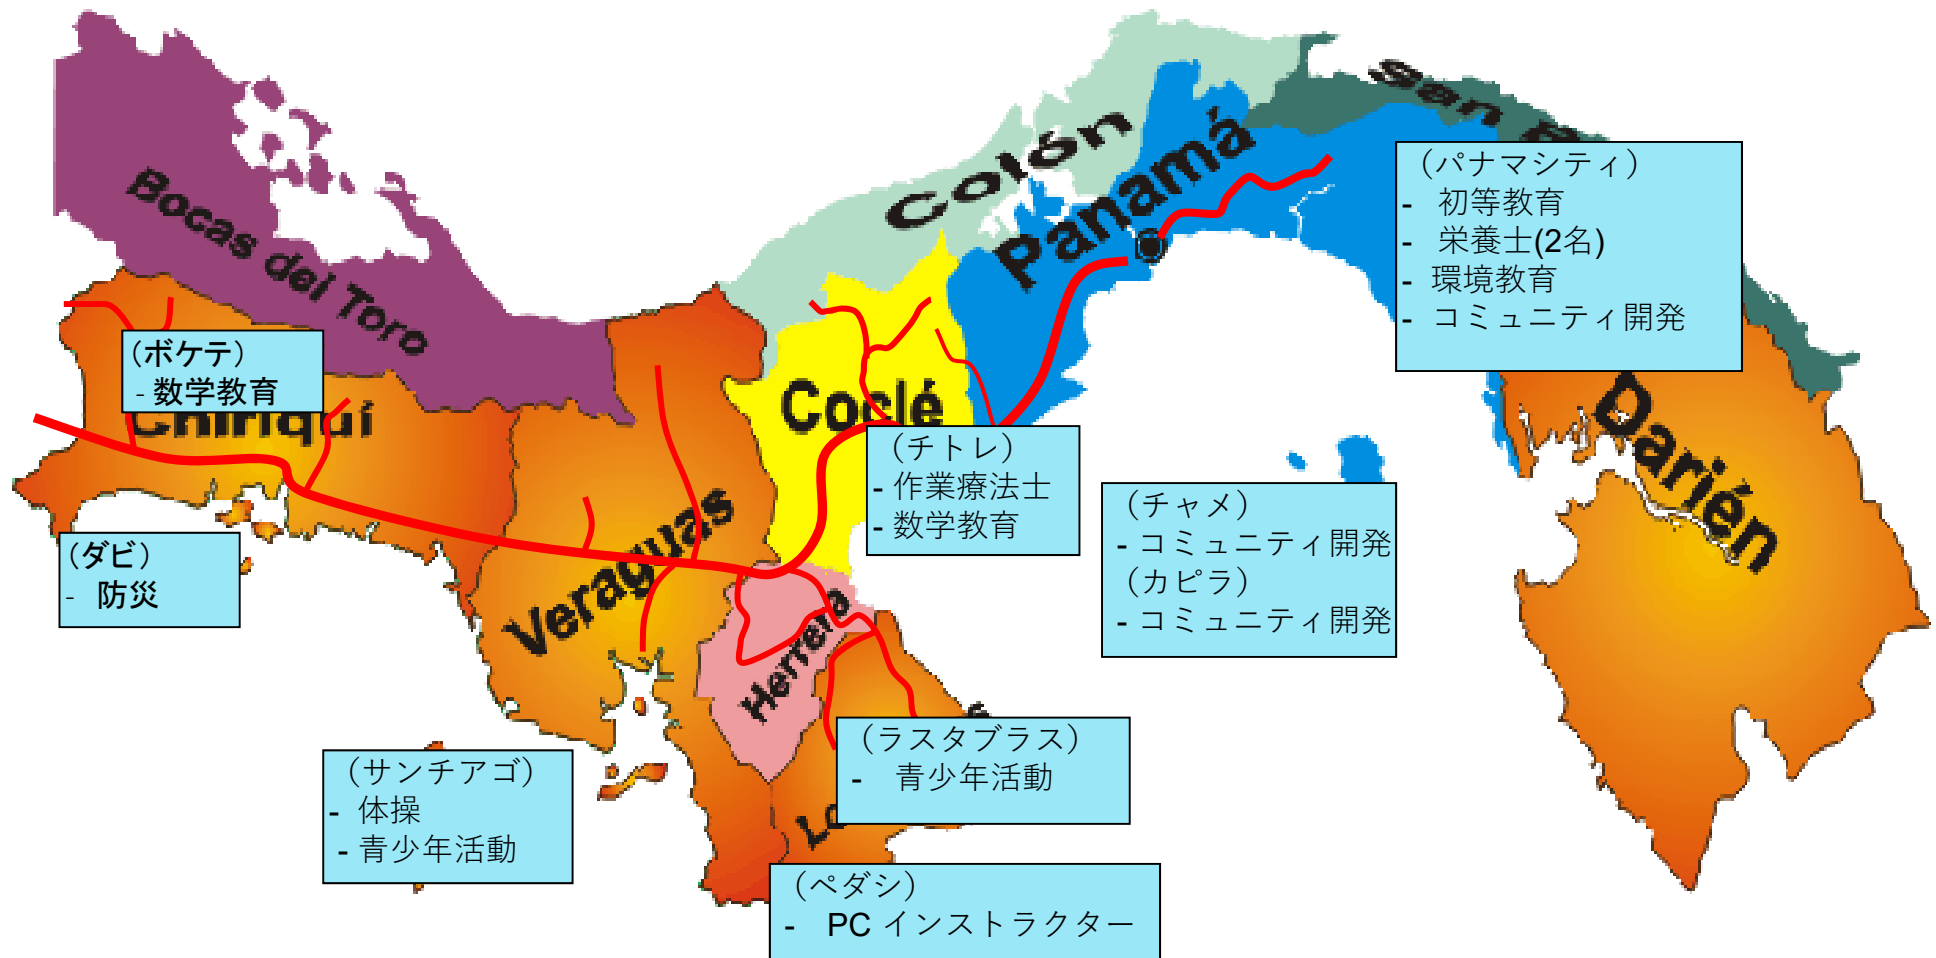 Bocas del Toro
Colón
Panamá
San
Coclé
Chiriquí
Veraguas
Herrera
Darién
（パナマシティ）
- 初等教育
- 栄養士(2名)
- 環境教育
- コミュニティ開発
（ボケテ）
- 数学教育
（チトレ）
- 作業療法士
- 数学教育
（チャメ）
- コミュニティ開発
（カピラ）
- コミュニティ開発
（ダビ）
- 防災
（ラスタブラス）
- 青少年活動
（サンチアゴ）
- 体操
- 青少年活動
（ペダシ）
- PC インストラクター